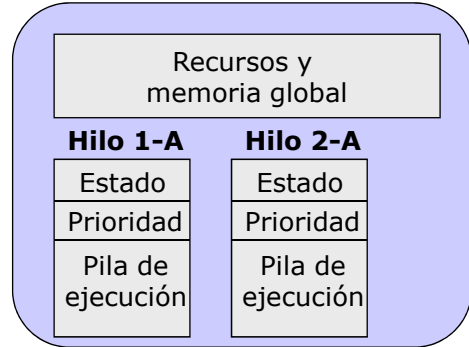 Recursos y
memoria global
Hilo 1-A
Hilo 2-A
Estado
Estado
Prioridad
Prioridad
Pila de
ejecución
Pila de
ejecución